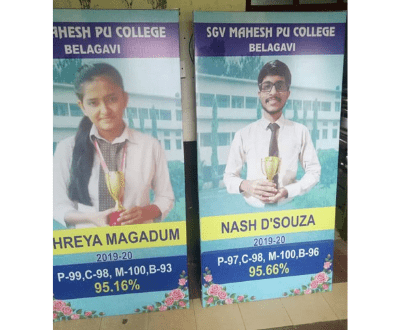 AHESH PU COLLEGE
BELAGAVI
HREYA MAGADUM
2019-20
P-99,C-98, M-100,B-93
95.16%
SGV MAHESH PU COLLEGE
BELAGAVI
NASH D'SOUZA
2019-20
P-97,C-98, M-100,B-96
95.66%